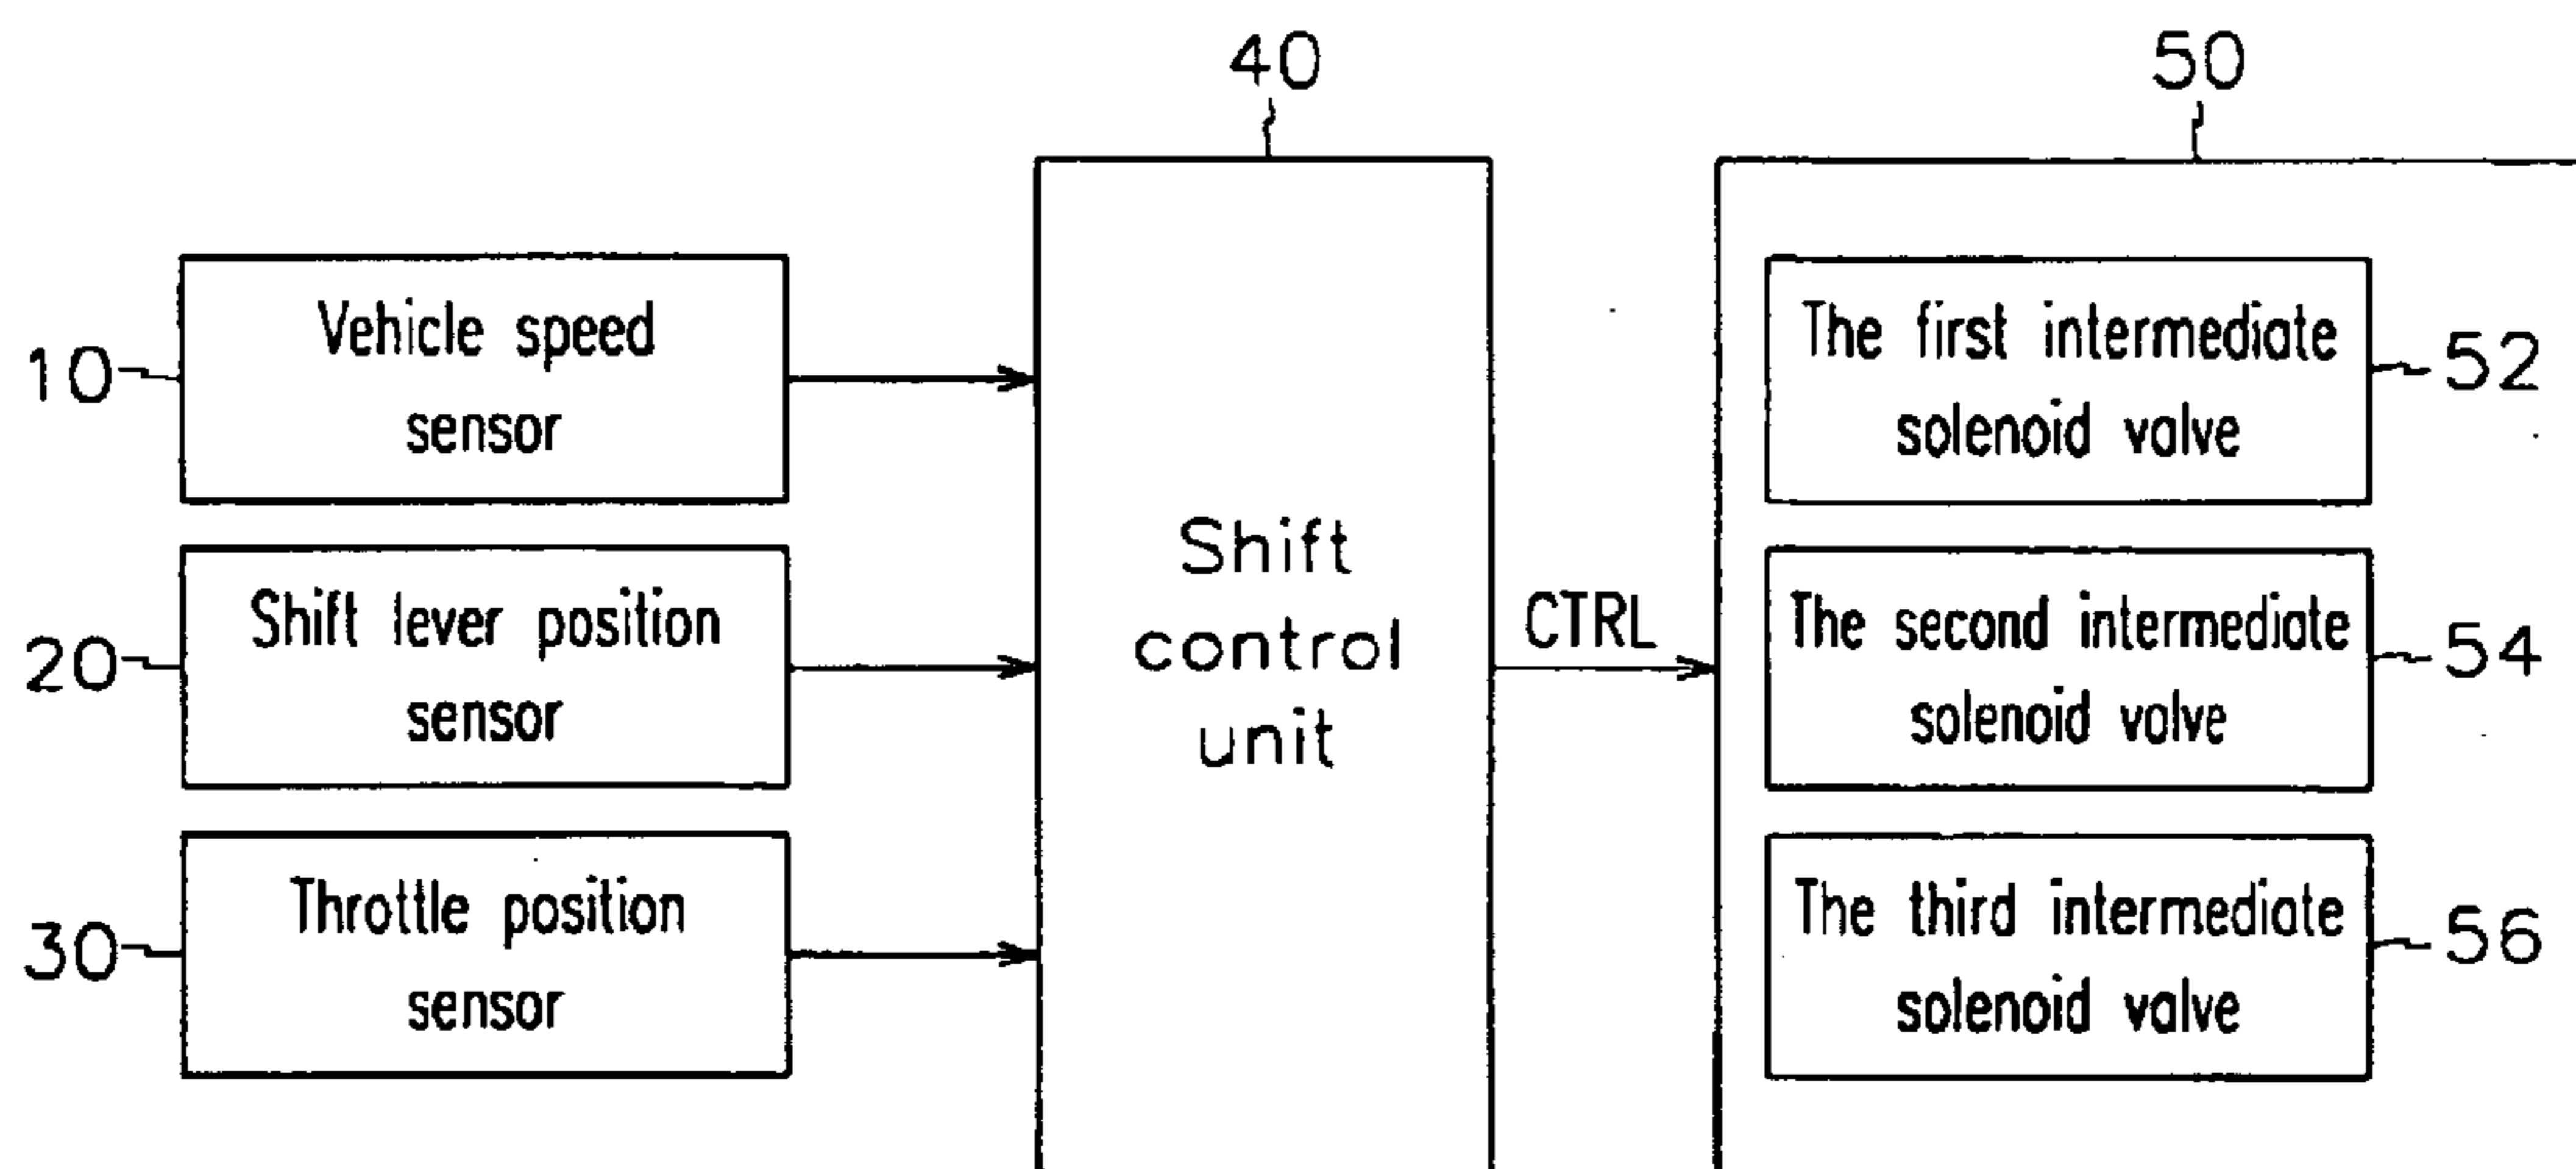 40
50
10
Vehicle speed
sensor
20
Shift lever position
sensor
30
Throttle position
sensor
Shift
control
unit
CTRL
The first intermediate
solenoid valve
52
The second intermediate
solenoid valve
54
The third intermediate
solenoid valve
56